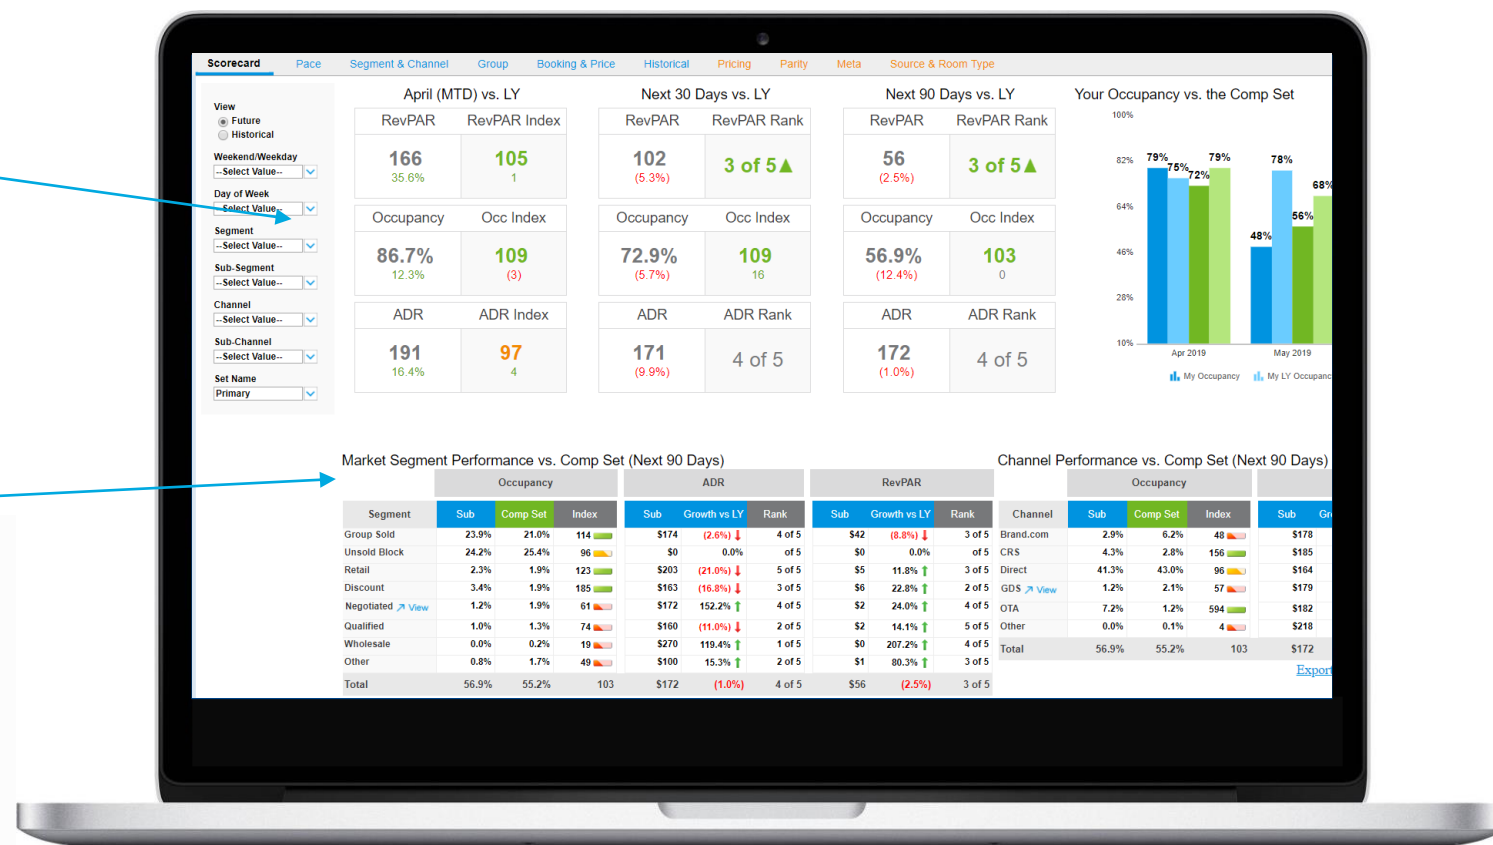 Scorecard Pace Segment & Channel Group Booking & Price Historical Pricing Parity Meta Source & Room Type
View
Future
Historical
Weekend/Weekday
--Select Value--
Day of Week
--Select Value--
Segment
--Select Value--
Sub-Segment
--Select Value--
Channel
--Select Value--
Sub-Channel
--Select Value--
Set Name
Primary
April (MTD) vs. LY
RevPAR RevPAR Index
166 105
35.6% 1
Occupancy Occ Index
86.7% 109
12.3% (3)
ADR ADR Index
191 97
16.4% 4
Next 30 Days vs. LY
RevPAR RevPAR Rank
102 3 of 5▲
(5.3%)
Occupancy Occ Index
72.9% 109
(5.7%) 16
ADR ADR Rank
171 4 of 5
(9.9%)
Next 90 Days vs. LY
RevPAR RevPAR Rank
56 3 of 5▲
(2.5%)
Occupancy Occ Index
56.9% 103
(12.4%) 0
ADR ADR Rank
172 4 of 5
(1.0%)
Your Occupancy vs. the Comp Set
100%
82%
64%
46%
28%
10%
79% 75% 72% 79%
48% 78% 56% 68%
Apr 2019 May 2019
My Occupancy My LY Occupanc
Market Segment Performance vs. Comp Set (Next 90 Days)
Occupancy ADR RevPAR
Segment Sub Comp Set Index Sub Growth vs LY Rank Sub Growth vs LY Rank
Group Sold 23.9% 21.0% 114 $174 (2.6%) 4 of 5 $42 (8.8%) 3 of 5
Unsold Block 24.2% 25.4% 96 $0 0.0% of 5 $0 0.0% of 5
Retail 2.3% 1.9% 123 $203 (21.0%) 5 of 5 $5 11.8% 3 of 5
Discount 3.4% 1.9% 185 $163 (16.8%) 3 of 5 $6 22.8% 2 of 5
Negotiated View 1.2% 1.9% 61 $172 152.2% 4 of 5 $2 24.0% 4 of 5
Qualified 1.0% 1.3% 74 $160 (11.0%) 2 of 5 $2 14.1% 5 of 5
Wholesale 0.0% 0.2% 19 $270 119.4% 1 of 5 $0 207.2% 4 of 5
Other 0.8% 1.7% 49 $100 15.3% 2 of 5 $1 80.3% 3 of 5
Total 56.9% 55.2% 103 $172 (1.0%) 4 of 5 $56 (2.5%) 3 of 5
Channel Performance vs. Comp Set (Next 90 Days)
Occupancy
Channel Sub Comp Set Index Sub Gr
Brand.com 2.9% 6.2% 48 $178
CRS 4.3% 2.8% 156 $185
Direct 41.3% 43.0% 96 $164
GDS View 1.2% 2.1% 57 $179
OTA 7.2% 1.2% 594 $182
Other 0.0% 0.1% 4 $218
Total 56.9% 55.2% 103 $172
Export